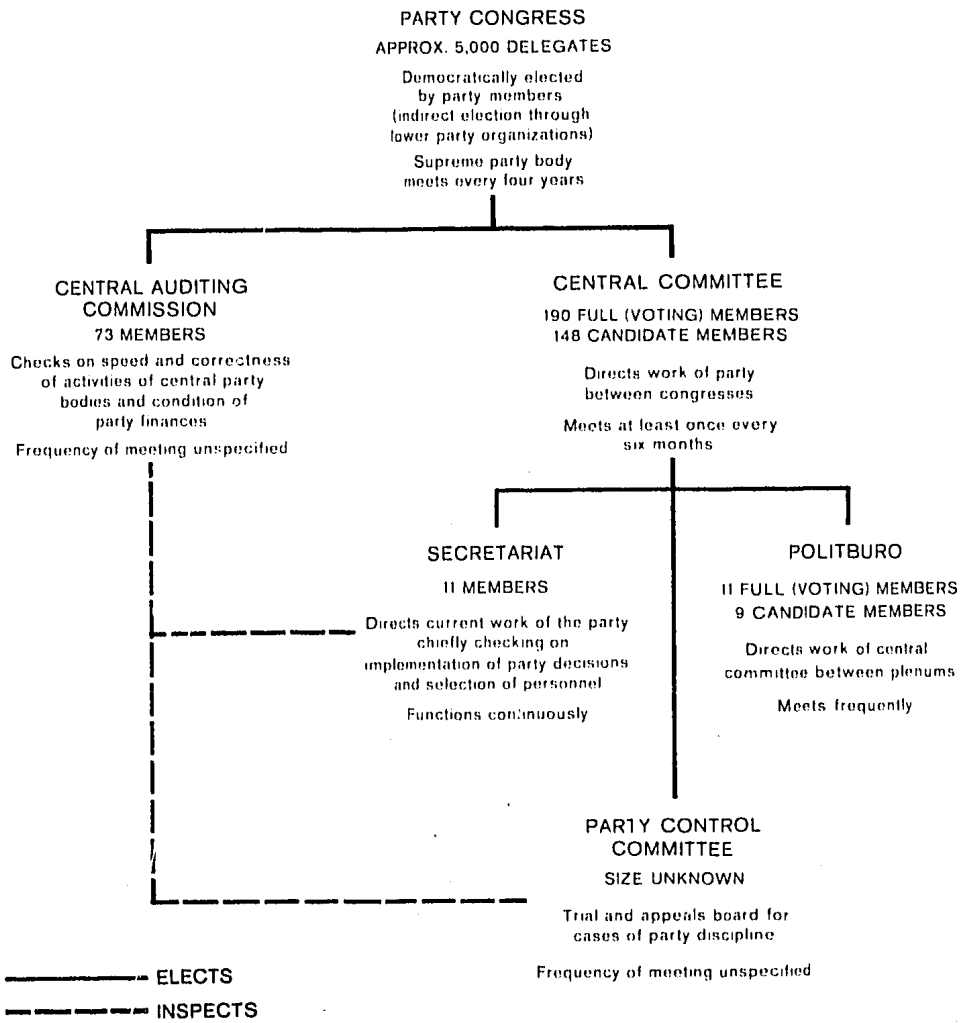 PARTY CONGRESS
APPROX. 5,000 DELEGATES
Democratically elected
by party members
(indirect election through
lower party organizations)
Supreme party body
meets every four years
CENTRAL AUDITING
COMMISSION
73 MEMBERS
Checks on speed and correctness
of activities of central party
bodies and condition of
party finances
Frequency of meeting unspecified
CENTRAL COMMITTEE
190 FULL (VOTING) MEMBERS
148 CANDIDATE MEMBERS
Directs work of party
between congresses
Meets at least once every
six months
SECRETARIAT
11 MEMBERS
Directs current work of the party
chiefly checking on
implementation of party decisions
and selection of personnel
Functions continuously
POLITBURO
11 FULL (VOTING) MEMBERS
9 CANDIDATE MEMBERS
Directs work of central
committee between plenums
Meets frequently
PARTY CONTROL
COMMITTEE
SIZE UNKNOWN
Trial and appeals board for
cases of party discipline
Frequency of meeting unspecified
ELECTS
INSPECTS